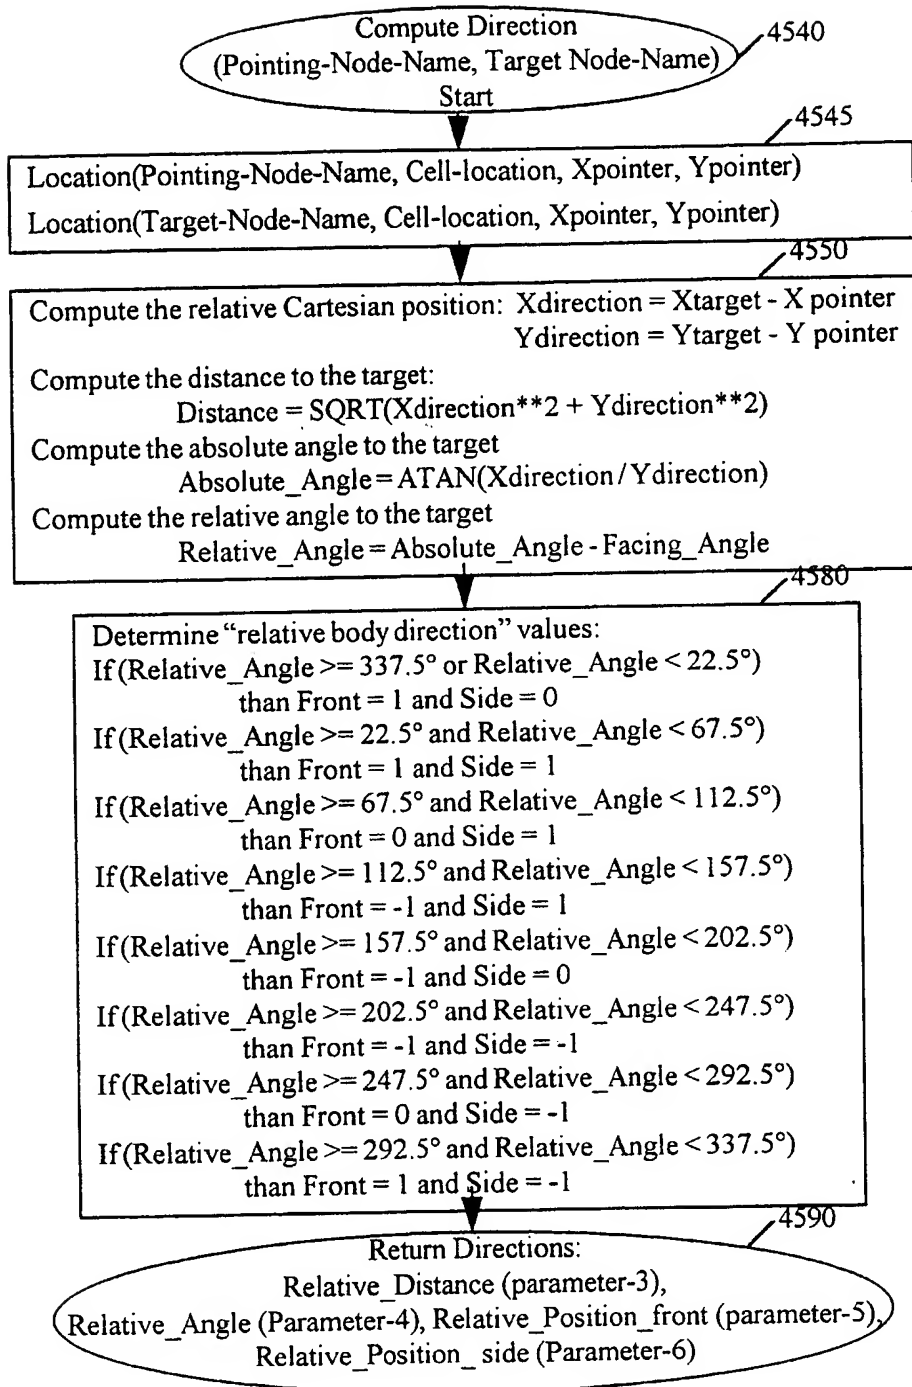 Compute Direction
4540
(Pointing-Node-Name, Target Node-Name)
Start
4545
Location(Pointing-Node-Name, Cell-location, Xpointer, Ypointer)
Location(Target-Node-Name, Cell-location, Xpointer, Ypointer)
4550
Compute the relative Cartesian position: Xdirection = Xtarget - X pointer
Ydirection = Ytarget - Y pointer
Compute the distance to the target:
Distance = SQRT(Xdirection**2 + Ydirection**2)
Compute the absolute angle to the target
Absolute_Angle = ATAN(Xdirection / Ydirection)
Compute the relative angle to the target
Relative_Angle = Absolute_Angle - Facing_Angle
4580
Determine “relative body direction” values:
If (Relative_Angle >= 337.5° or Relative_Angle < 22.5°)
than Front = 1 and Side = 0
If (Relative_Angle >= 22.5° and Relative_Angle < 67.5°)
than Front = 1 and Side = 1
If (Relative_Angle >= 67.5° and Relative_Angle < 112.5°)
than Front = 0 and Side = 1
If (Relative_Angle >= 112.5° and Relative_Angle < 157.5°)
than Front = -1 and Side = 1
If (Relative_Angle >= 157.5° and Relative_Angle < 202.5°)
than Front = -1 and Side = 0
If (Relative_Angle >= 202.5° and Relative_Angle < 247.5°)
than Front = -1 and Side = -1
If (Relative_Angle >= 247.5° and Relative_Angle < 292.5°)
than Front = 0 and Side = -1
If (Relative_Angle >= 292.5° and Relative_Angle < 337.5°)
than Front = 1 and Side = -1
4590
Return Directions:
Relative_Distance (parameter-3),
Relative_Angle (Parameter-4), Relative_Position_front (parameter-5),
Relative_Position_ side (Parameter-6)